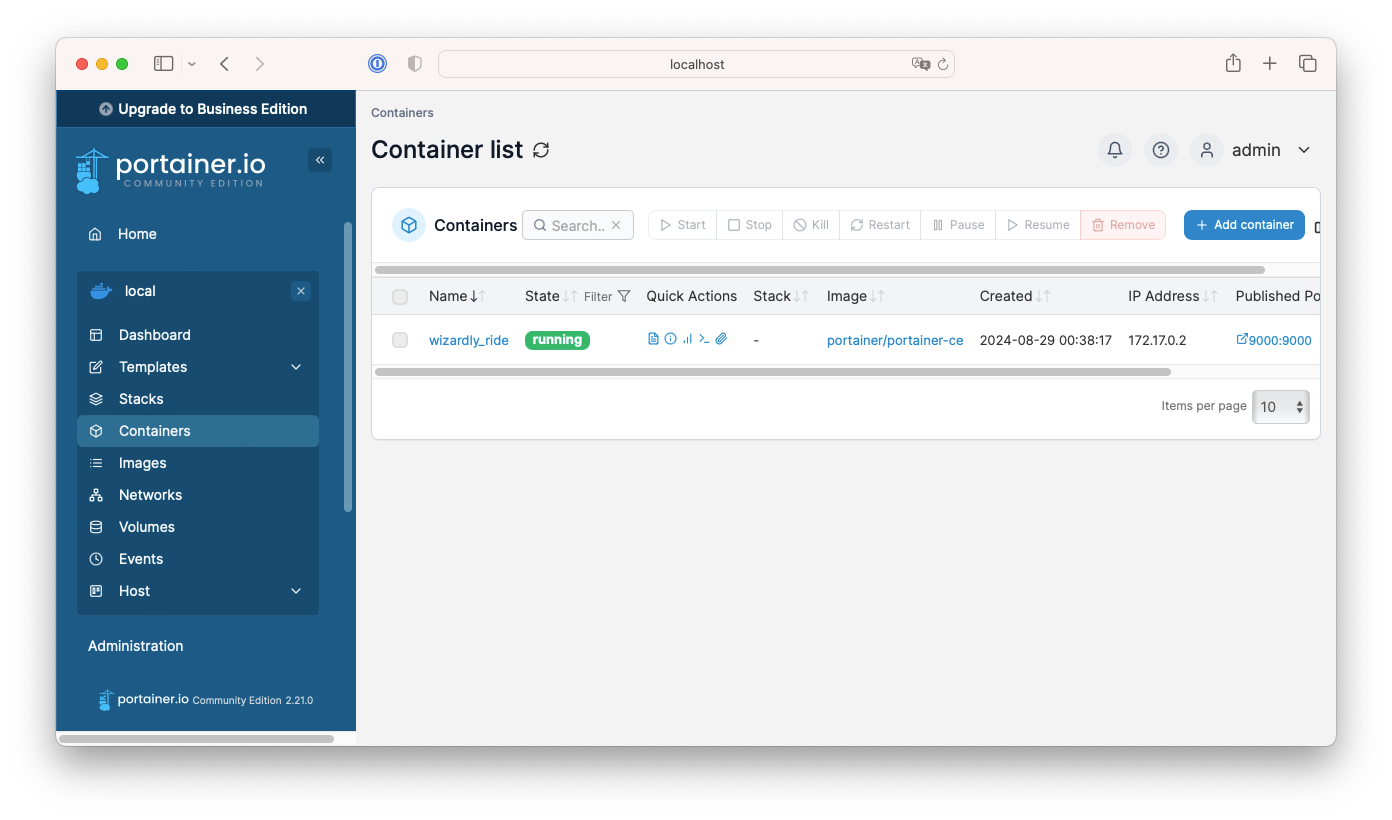 localhost
Upgrade to Business Edition
portainer.io
COMMUNITY EDITION
Home
local
Dashboard
Templates
Stacks
Containers
Images
Networks
Volumes
Events
Host
Administration
portainer.io Community Edition 2.21.0
Containers
Container list
admin
Containers Search.. Start Stop Kill Restart Pause Resume Remove Add container
Name State Filter Quick Actions Stack Image Created IP Address Published Po
wizardly_ride running - portainer/portainer-ce 2024-08-29 00:38:17 172.17.0.2 9000:9000
Items per page 10